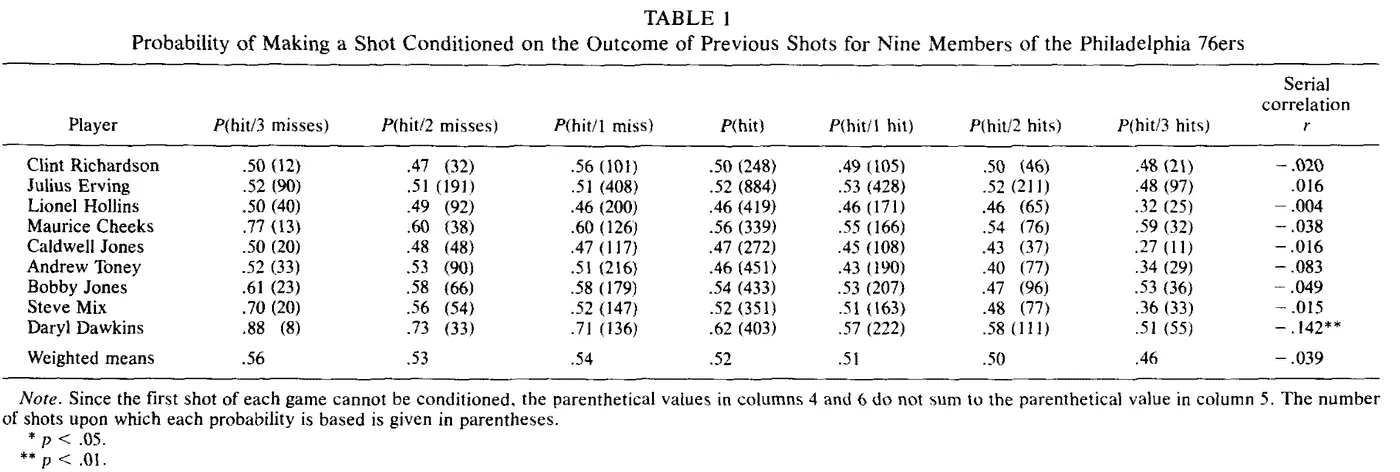 TABLE 1
Probability of Making a Shot Conditioned on the Outcome of Previous Shots for Nine Members of the Philadelphia 76ers
Player P(hit/3 misses) P(hit/2 misses) P(hit/1 miss) P(hit) P(hit/1 hit) P(hit/2 hits) P(hit/3 hits) Serial correlation r
Clint Richardson .50 (12) .47 (32) .56 (101) .50 (248) .49 (105) .50 (46) .48 (21) −.020
Julius Erving .52 (90) .51 (191) .51 (408) .52 (884) .53 (428) .52 (211) .48 (97) .016
Lionel Hollins .50 (40) .49 (92) .46 (200) .46 (419) .46 (171) .46 (65) .32 (25) −.004
Maurice Cheeks .77 (13) .60 (38) .60 (126) .56 (339) .55 (166) .54 (76) .59 (32) −.038
Caldwell Jones .50 (20) .48 (48) .47 (117) .47 (272) .45 (108) .43 (37) .27 (11) −.016
Andrew Toney .52 (33) .53 (90) .51 (216) .46 (451) .43 (190) .40 (77) .34 (29) −.083
Bobby Jones .61 (23) .58 (66) .58 (179) .54 (433) .53 (207) .47 (96) .53 (36) −.049
Steve Mix .70 (20) .56 (54) .52 (147) .52 (351) .51 (163) .48 (77) .36 (33) −.015
Daryl Dawkins .88 (8) .73 (33) .71 (136) .62 (403) .57 (222) .58 (111) .51 (55) −.142**
Weighted means .56 .53 .54 .52 .51 .50 .46 −.039
Note. Since the first shot of each game cannot be conditioned, the parenthetical values in columns 4 and 6 do not sum to the parenthetical value in column 5. The number
of shots upon which each probability is based is given in parentheses.
* p < .05.
** p < .01.